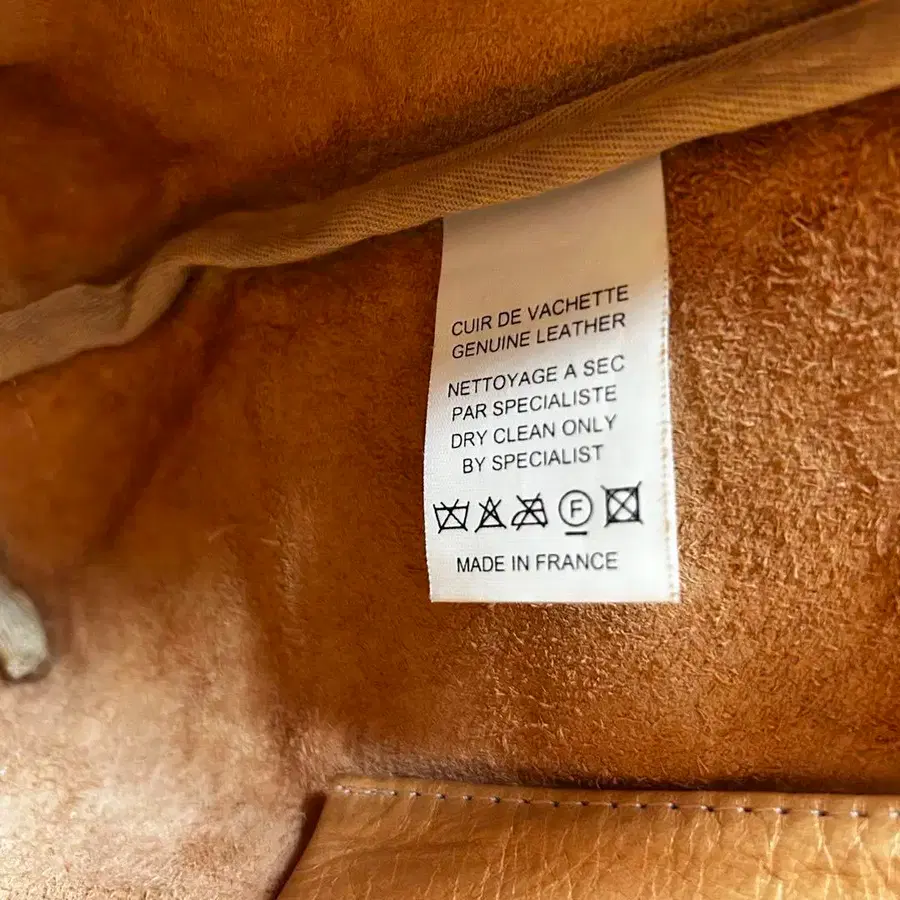 CUIR DE VACHETTE
GENUINE LEATHER
NETTOYAGE A SEC
PAR SPECIALISTE
DRY CLEAN ONLY
BY SPECIALIST
F
MADE IN FRANCE